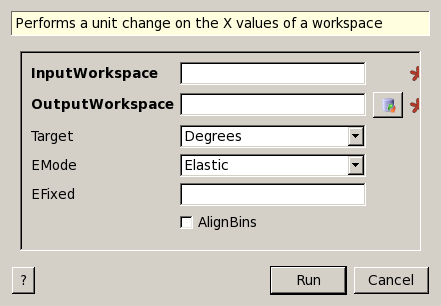 Performs a unit change on the X values of a workspace
InputWorkspace
OutputWorkspace
Target Degrees
EMode Elastic
EFixed
AlignBins
? Run Cancel